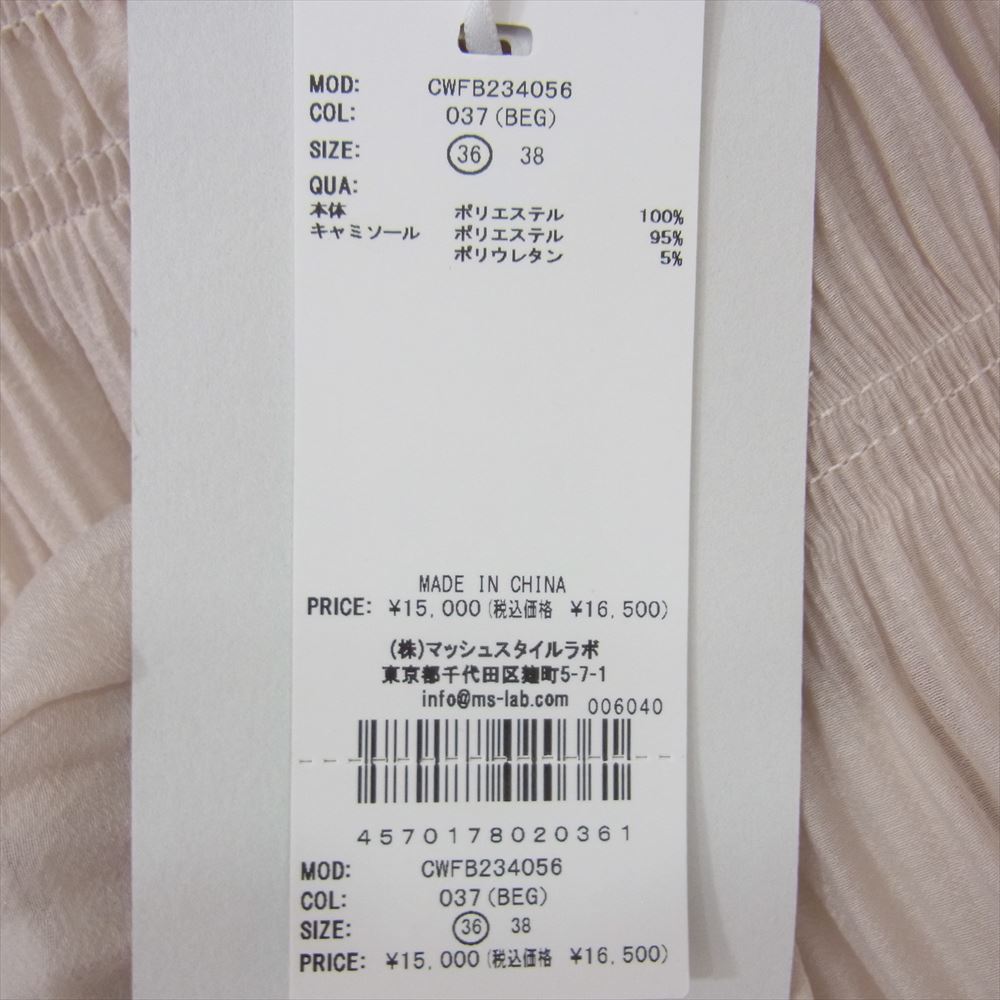 MOD: CWFB234056
COL: 037(BEG)
SIZE: 36 38
QUA:
本体 ポリエステル 100%
キャミソール ポリエステル 95%
ポリウレタン 5%
MADE IN CHINA
PRICE: ¥15,000(税込価格 ¥16,500)
(株)マッシュスタイルラボ
東京都千代田区麹町5-7-1
info@ms-lab.com 006040
4570178020361
MOD: CWFB234056
COL: 037(BEG)
SIZE: 36 38
PRICE: ¥15,000(税込価格 ¥16,500)